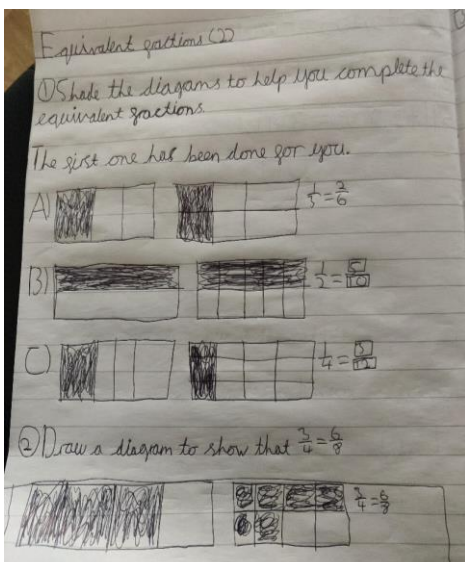 Equivalent fractions (2)
① Shade the diagams to help you complete the
equivalent fractions.
The first one has been done for you.
A) 1/3 = 2/6
B) 1/2 = 5/10
C) 1/4 = 3/12
② Draw a diagam to show that 3/4 = 6/8
3/4 = 6/8